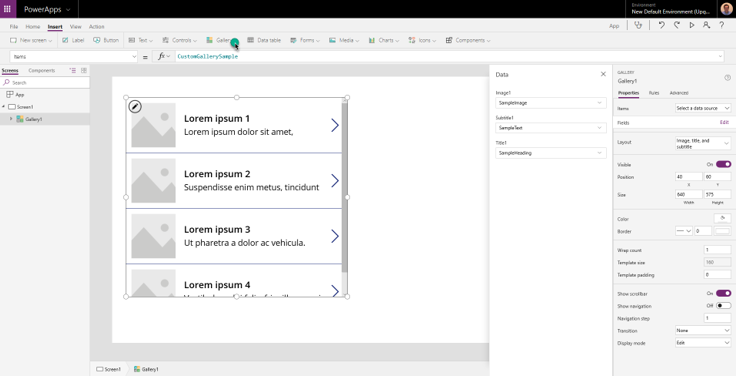 PowerApps
Environment
New Default Environment (Upg...
File Home Insert View Action
App
New screen Label Button Text Controls Gallery Data table Forms Media Charts Icons Components
Items = fx CustomGallerySample
Screens Components
Search
App
Screen1
Gallery1
Lorem ipsum 1
Lorem ipsum dolor sit amet,
Lorem ipsum 2
Suspendisse enim metus, tincidunt
Lorem ipsum 3
Ut pharetra a dolor ac vehicula.
Lorem ipsum 4
Data
Image1
SampleImage
Subtitle1
SampleText
Title1
SampleHeading
GALLERY
Gallery1
Properties Rules Advanced
Items Select a data source
Fields Edit
Layout Image, title, and subtitle
Visible On
Position 40 60
X Y
Size 640 575
Width Height
Color
Border 0
Wrap count 1
Template size 160
Template padding 0
Show scrollbar On
Show navigation Off
Navigation step 1
Transition None
Display mode Edit
Screen1 Gallery1